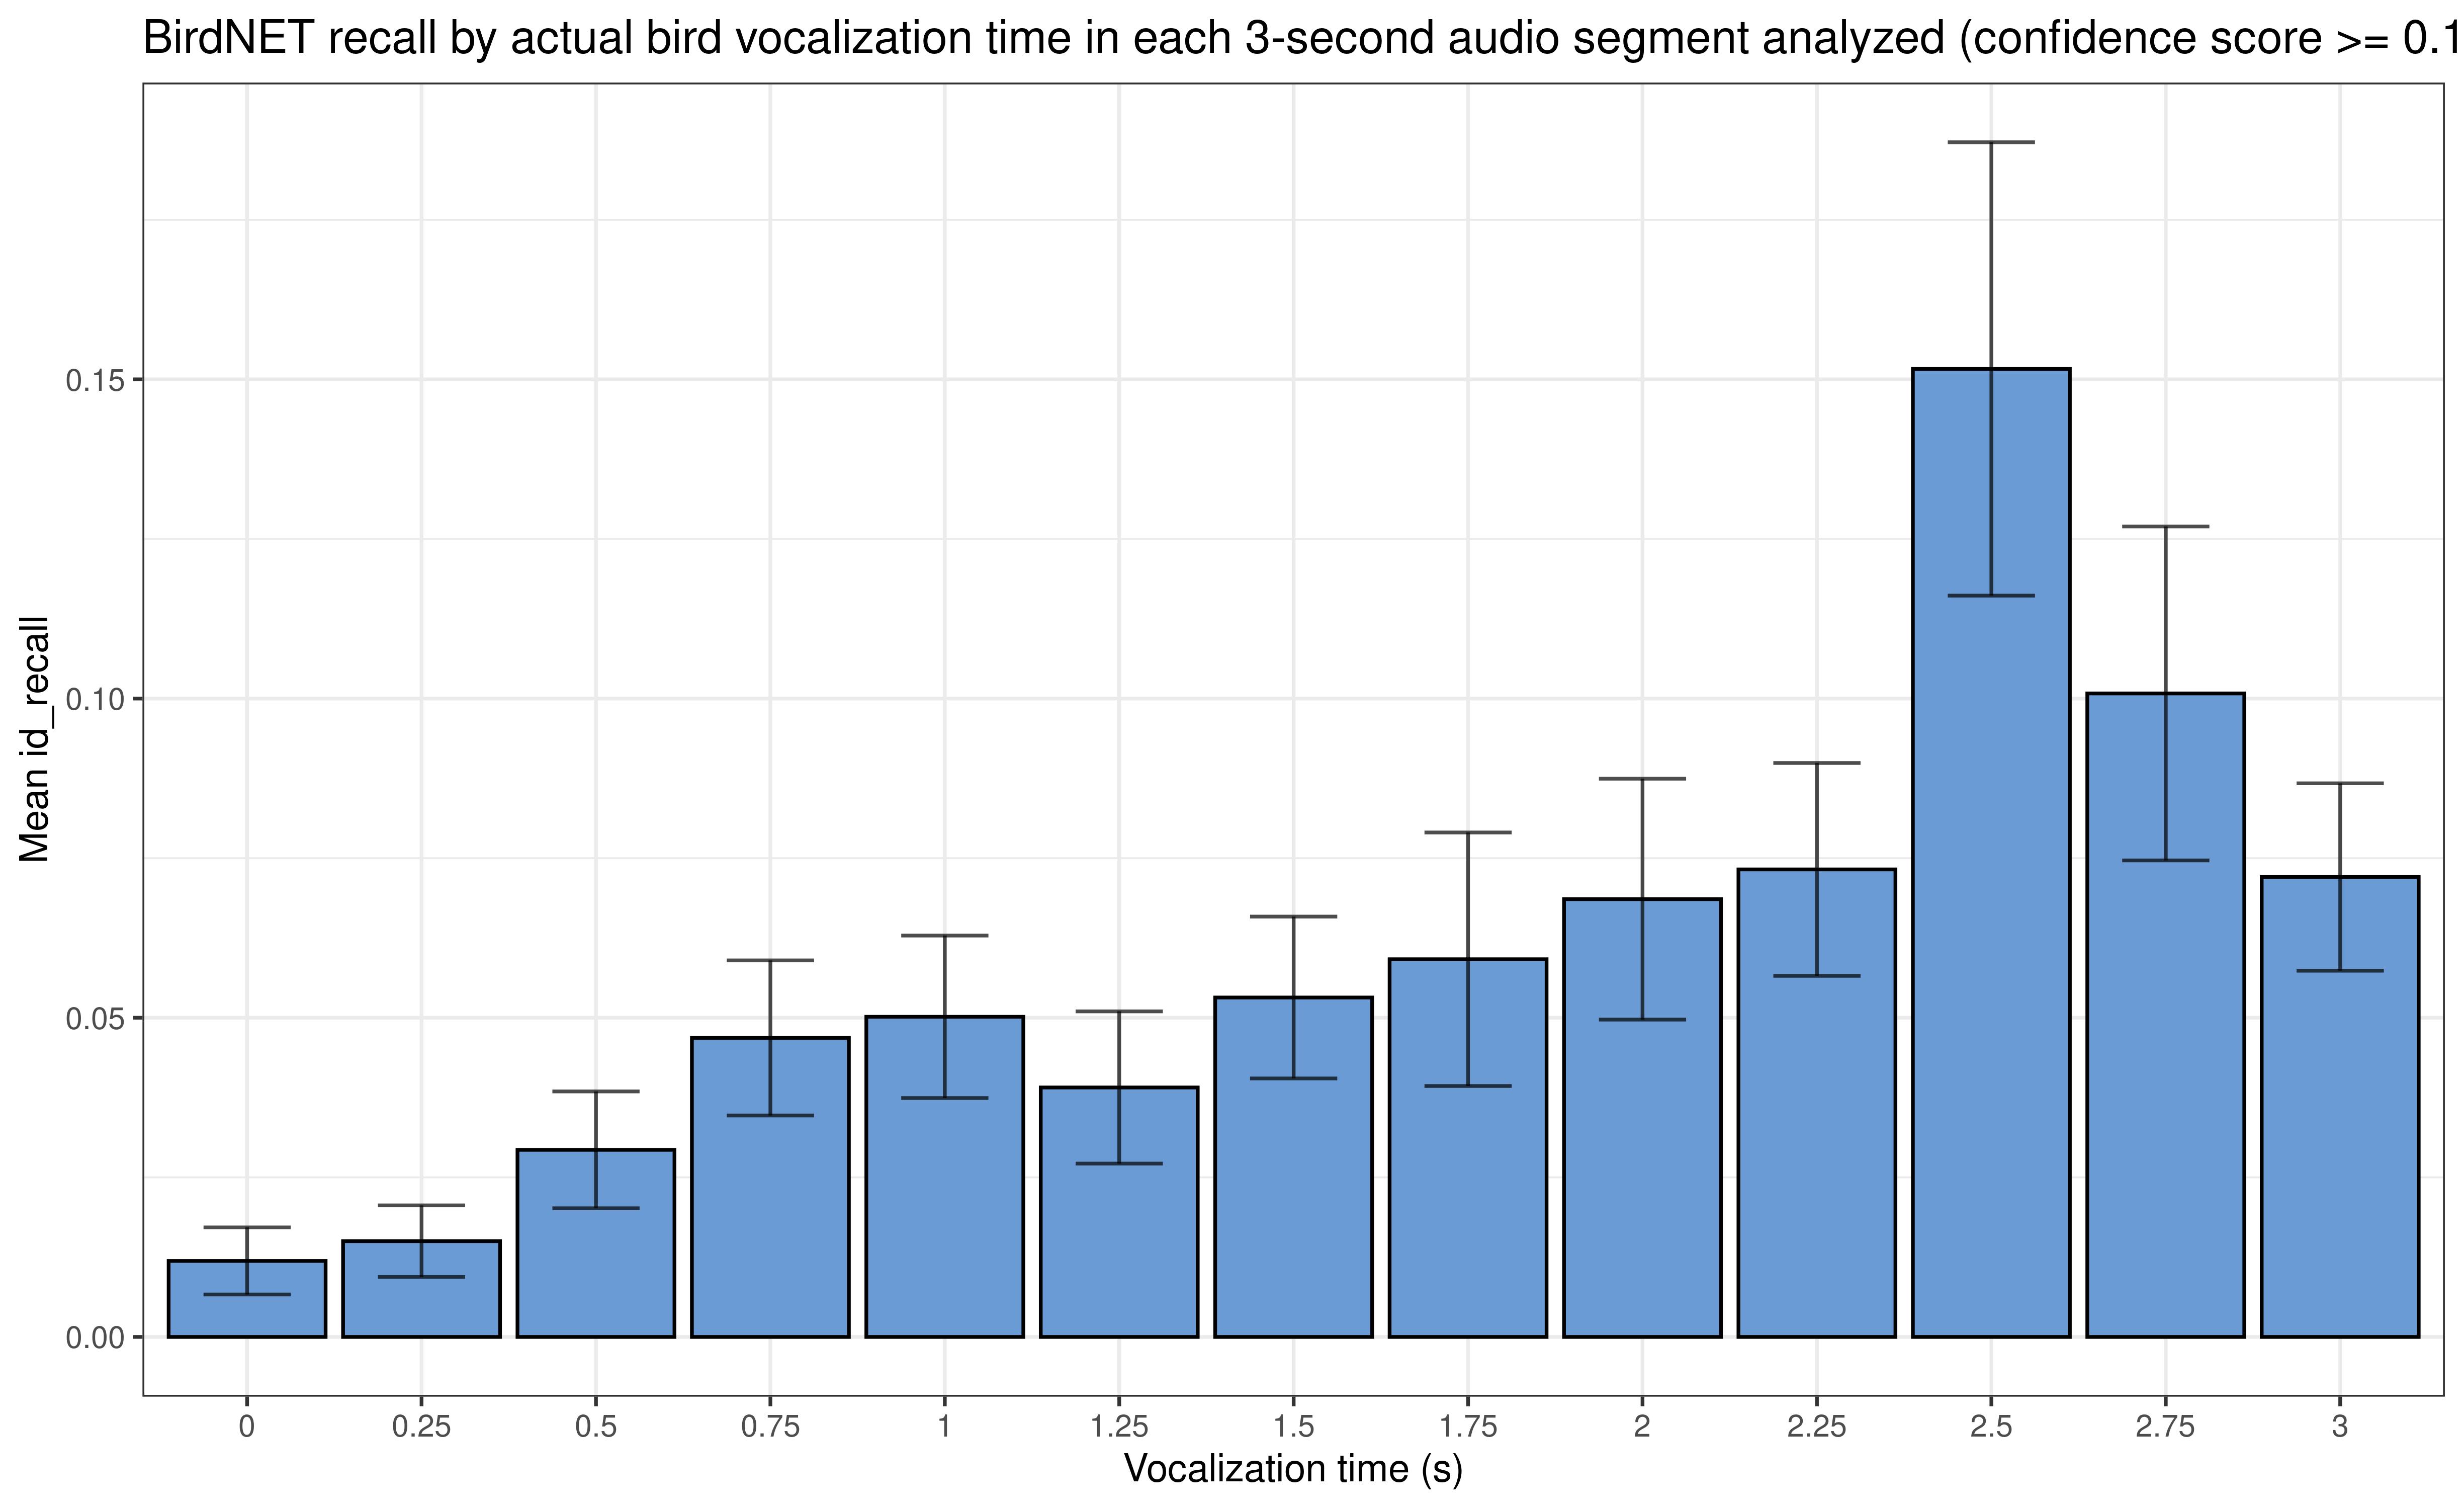 BirdNET recall by actual bird vocalization time in each 3-second audio segment analyzed (confidence score >= 0.1
Mean id_recall
0.15
0.10
0.05
0.00
0 0.25 0.5 0.75 1 1.25 1.5 1.75 2 2.25 2.5 2.75 3
Vocalization time (s)